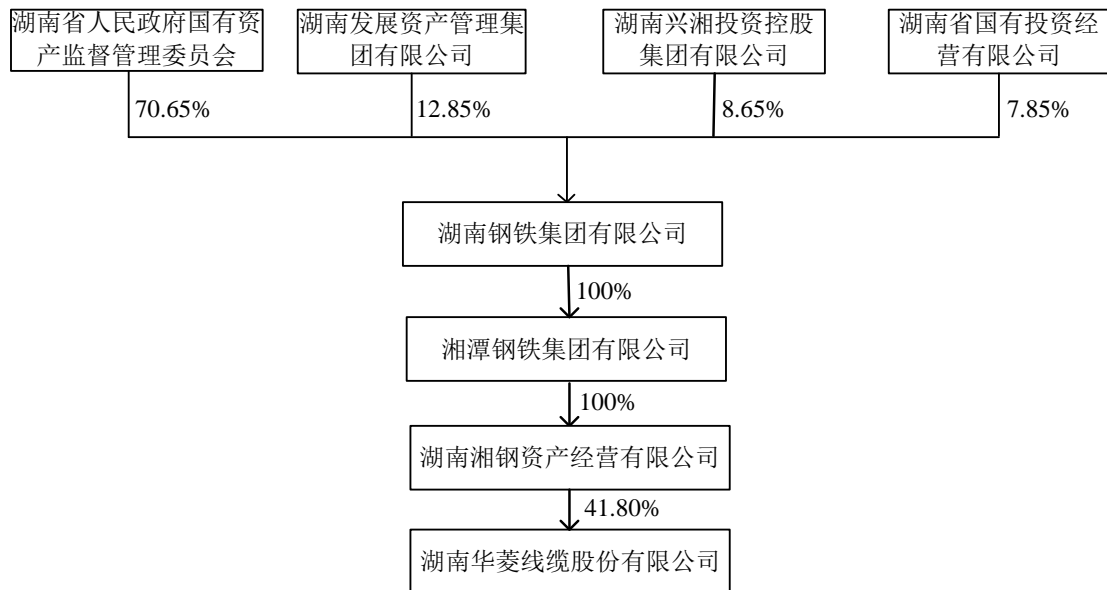 湖南省人民政府国有资
产监督管理委员会
湖南发展资产管理集
团有限公司
湖南兴湘投资控股
集团有限公司
湖南省国有投资经
营有限公司
70.65%
12.85%
8.65%
7.85%
湖南钢铁集团有限公司
100%
湘潭钢铁集团有限公司
100%
湖南湘钢资产经营有限公司
41.80%
湖南华菱线缆股份有限公司